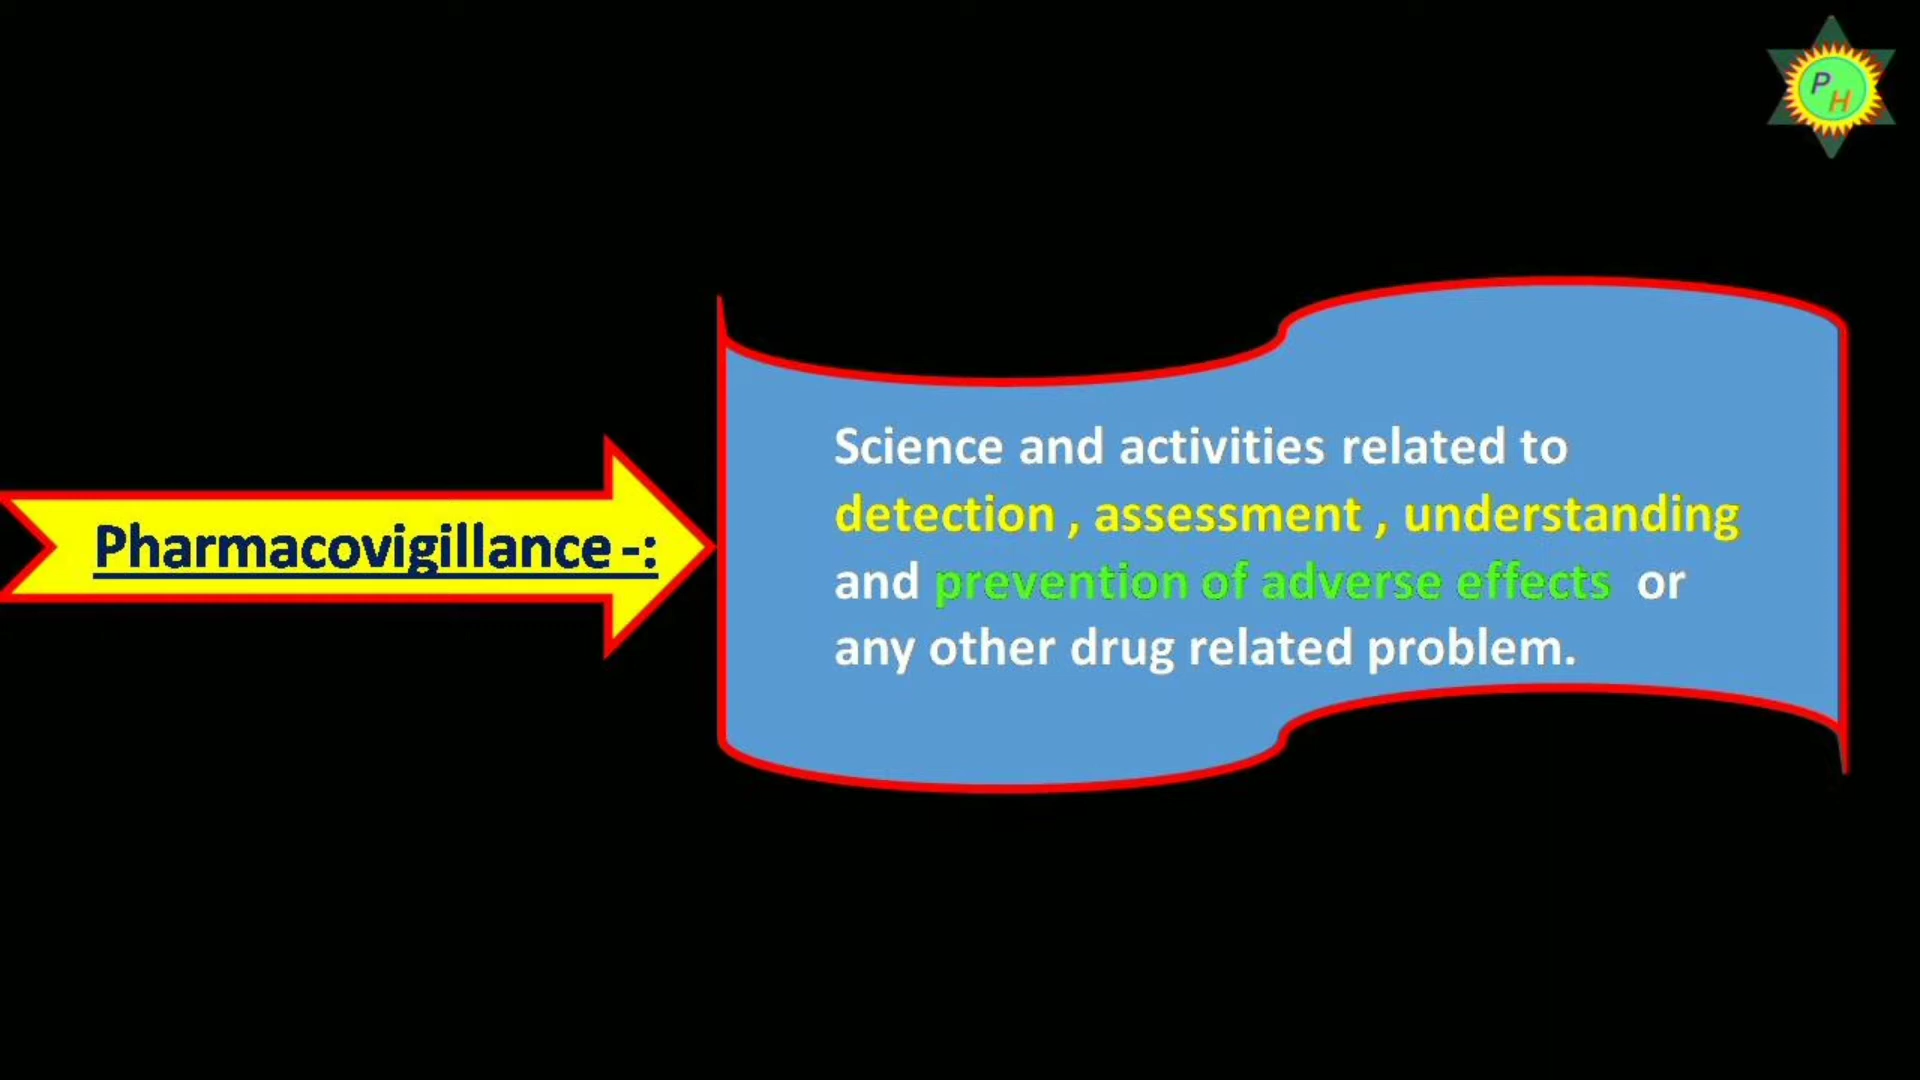 P
H
Pharmacovigillance -:
Science and activities related to
detection , assessment , understanding
and prevention of adverse effects or
any other drug related problem.